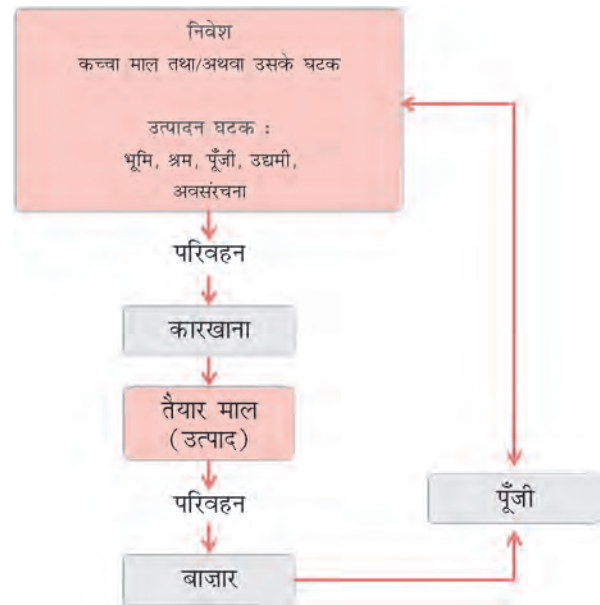 निवेश
कच्चा माल तथा/अथवा उसके घटक
उत्पादन घटक :
भूमि, श्रम, पूँजी, उद्यमी,
अवसंरचना
परिवहन
कारखाना
तैयार माल
(उत्पाद)
परिवहन
बाज़ार
पूँजी